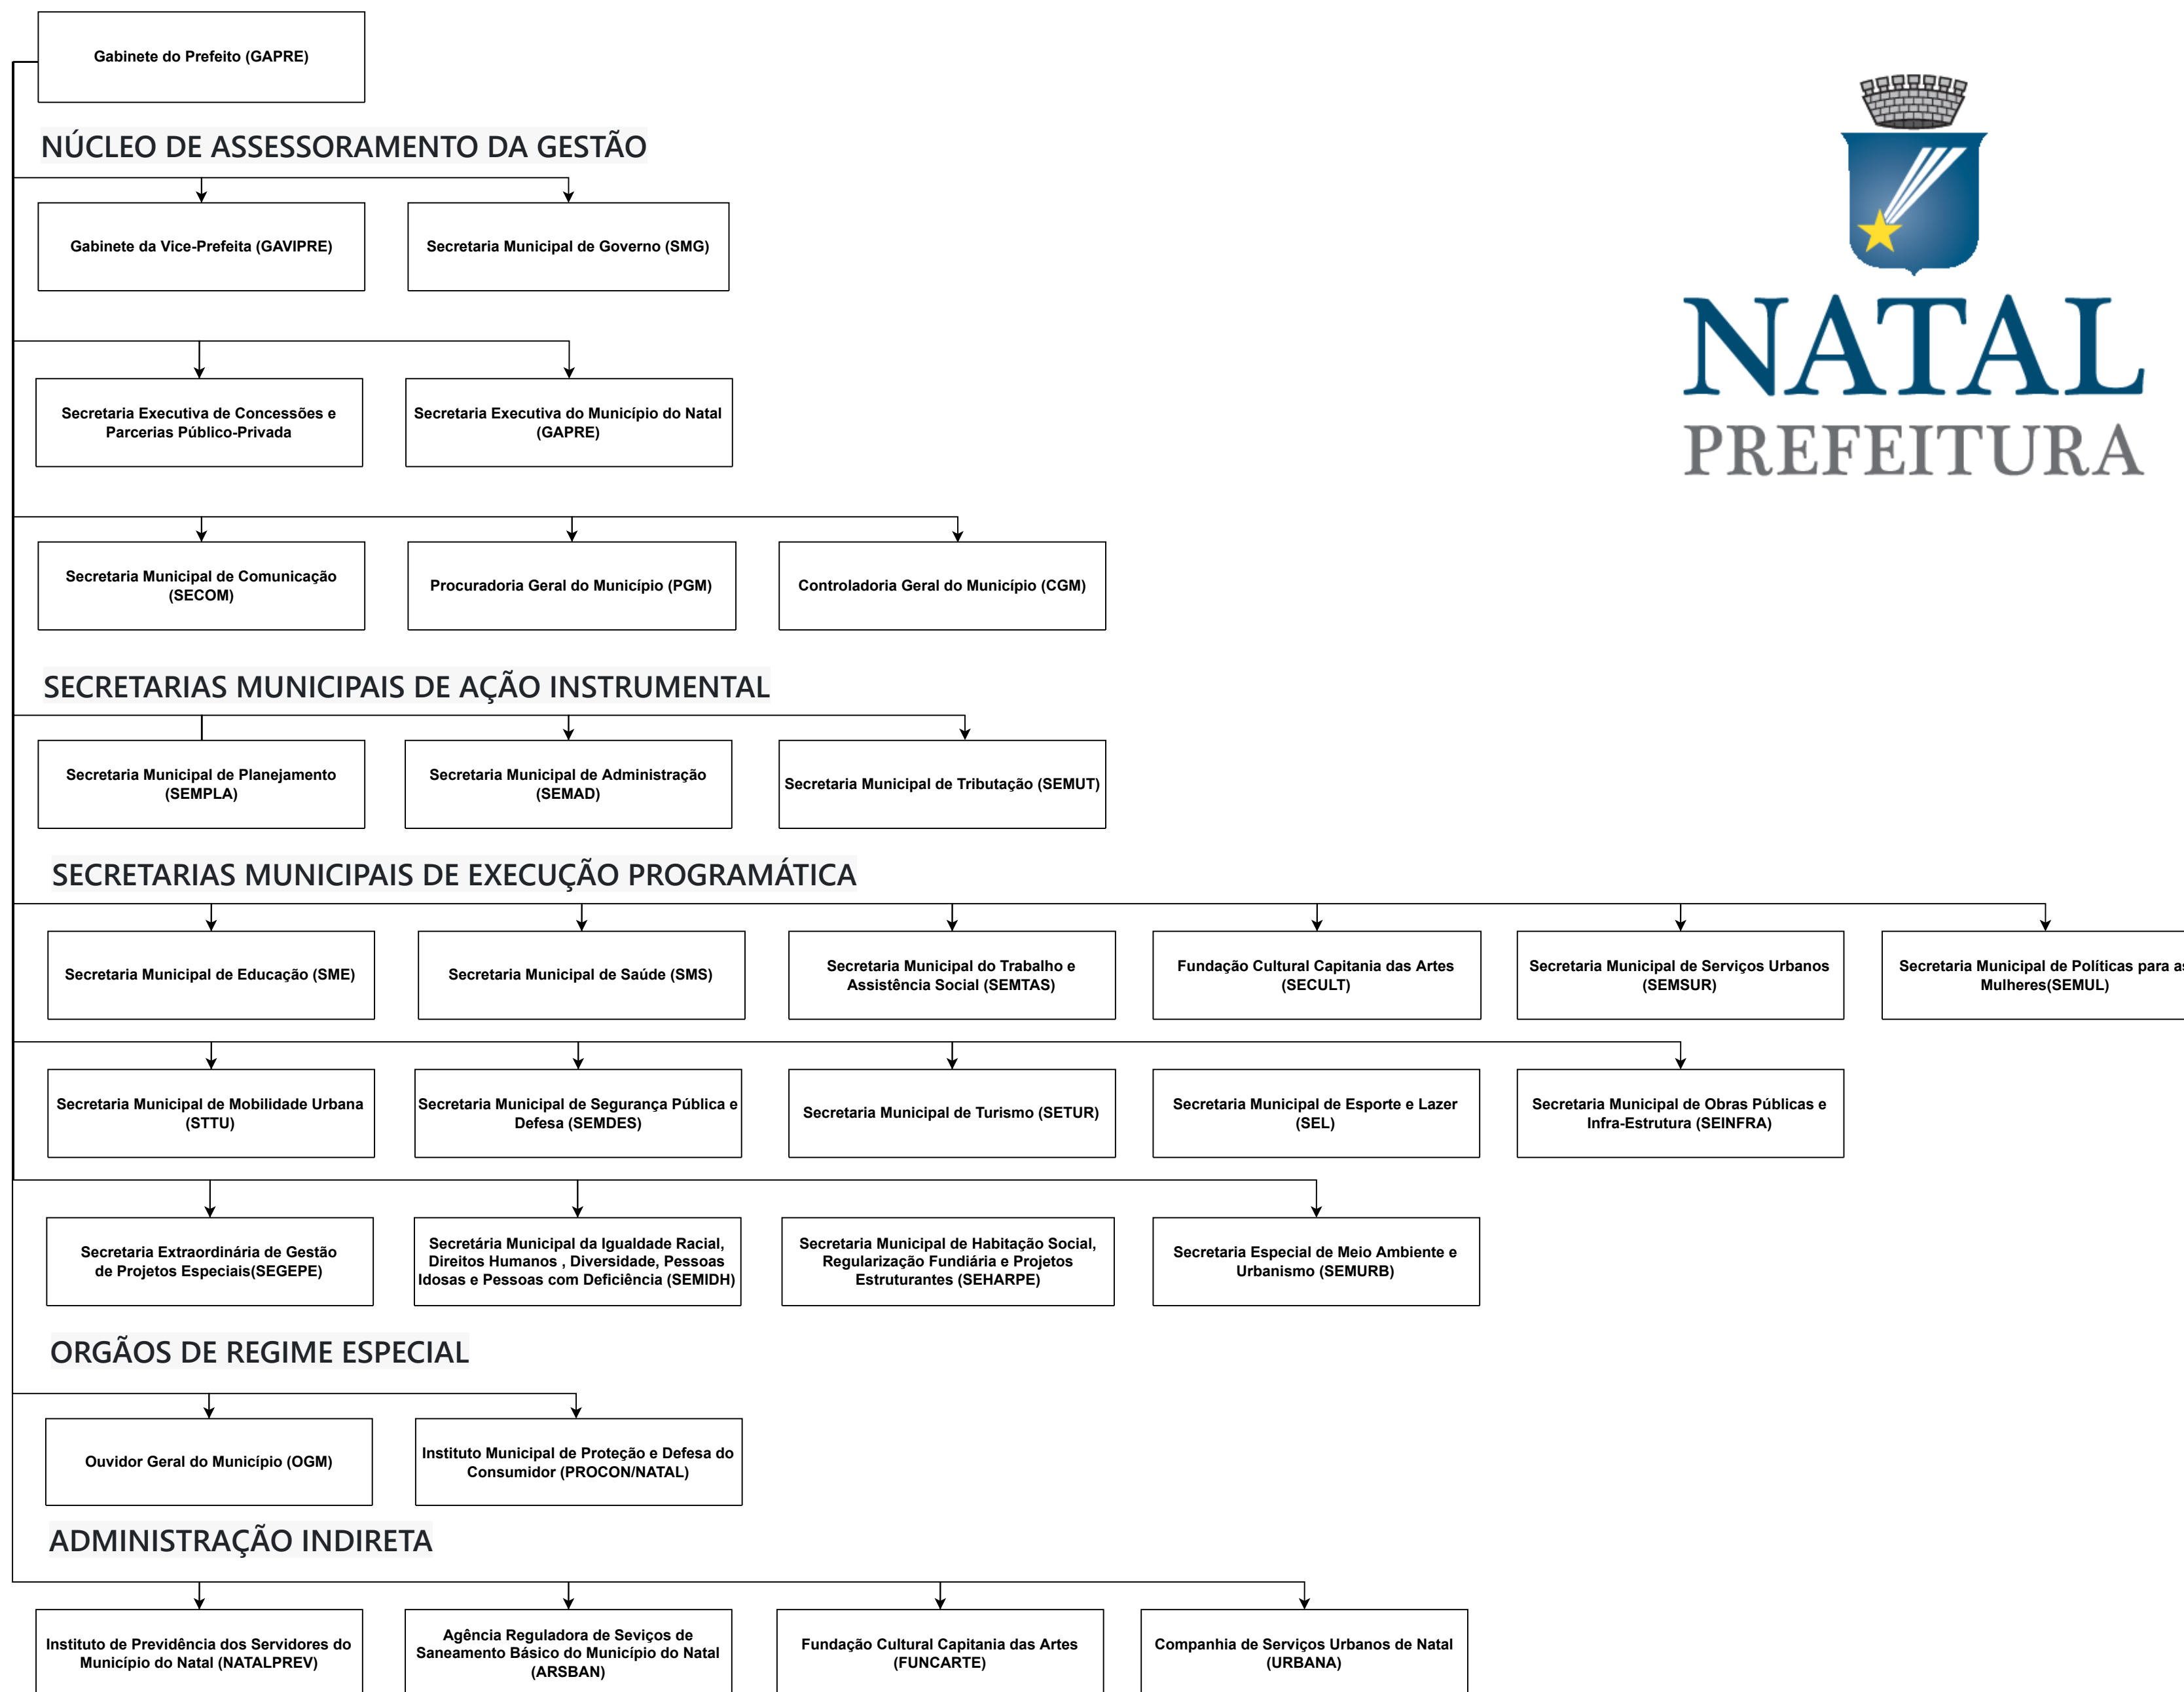 Gabinete do Prefeito (GAPRE)
NATAL
PREFEITURA
NÚCLEO DE ASSESSORAMENTO DA GESTÃO
Gabinete da Vice-Prefeita (GAVIPRE)
Secretaria Municipal de Governo (SMG)
Secretaria Executiva de Concessões e
Parcerias Público-Privada
Secretaria Executiva do Município do Natal
(GAPRE)
Secretaria Municipal de Comunicação
(SECOM)
Procuradoria Geral do Município (PGM)
Controladoria Geral do Município (CGM)
SECRETARIAS MUNICIPAIS DE AÇÃO INSTRUMENTAL
Secretaria Municipal de Planejamento
(SEMPLA)
Secretaria Municipal de Administração
(SEMAD)
Secretaria Municipal de Tributação (SEMUT)
SECRETARIAS MUNICIPAIS DE EXECUÇÃO PROGRAMÁTICA
Secretaria Municipal de Educação (SME)
Secretaria Municipal de Saúde (SMS)
Secretaria Municipal do Trabalho e
Assistência Social (SEMTAS)
Fundação Cultural Capitania das Artes
(SECULT)
Secretaria Municipal de Serviços Urbanos
(SEMSUR)
Secretaria Municipal de Políticas para as
Mulheres(SEMUL)
Secretaria Municipal de Mobilidade Urbana
(STTU)
Secretaria Municipal de Segurança Pública e
Defesa (SEMDES)
Secretaria Municipal de Turismo (SETUR)
Secretaria Municipal de Esporte e Lazer
(SEL)
Secretaria Municipal de Obras Públicas e
Infra-Estrutura (SEINFRA)
Secretaria Extraordinária de Gestão
de Projetos Especiais(SEGEPE)
Secretária Municipal da Igualdade Racial,
Direitos Humanos , Diversidade, Pessoas
Idosas e Pessoas com Deficiência (SEMIDH)
Secretaria Municipal de Habitação Social,
Regularização Fundiária e Projetos
Estruturantes (SEHARPE)
Secretaria Especial de Meio Ambiente e
Urbanismo (SEMURB)
ORGÃOS DE REGIME ESPECIAL
Ouvidor Geral do Município (OGM)
Instituto Municipal de Proteção e Defesa do
Consumidor (PROCON/NATAL)
ADMINISTRAÇÃO INDIRETA
Instituto de Previdência dos Servidores do
Município do Natal (NATALPREV)
Agência Reguladora de Seviços de
Saneamento Básico do Município do Natal
(ARSBAN)
Fundação Cultural Capitania das Artes
(FUNCARTE)
Companhia de Serviços Urbanos de Natal
(URBANA)